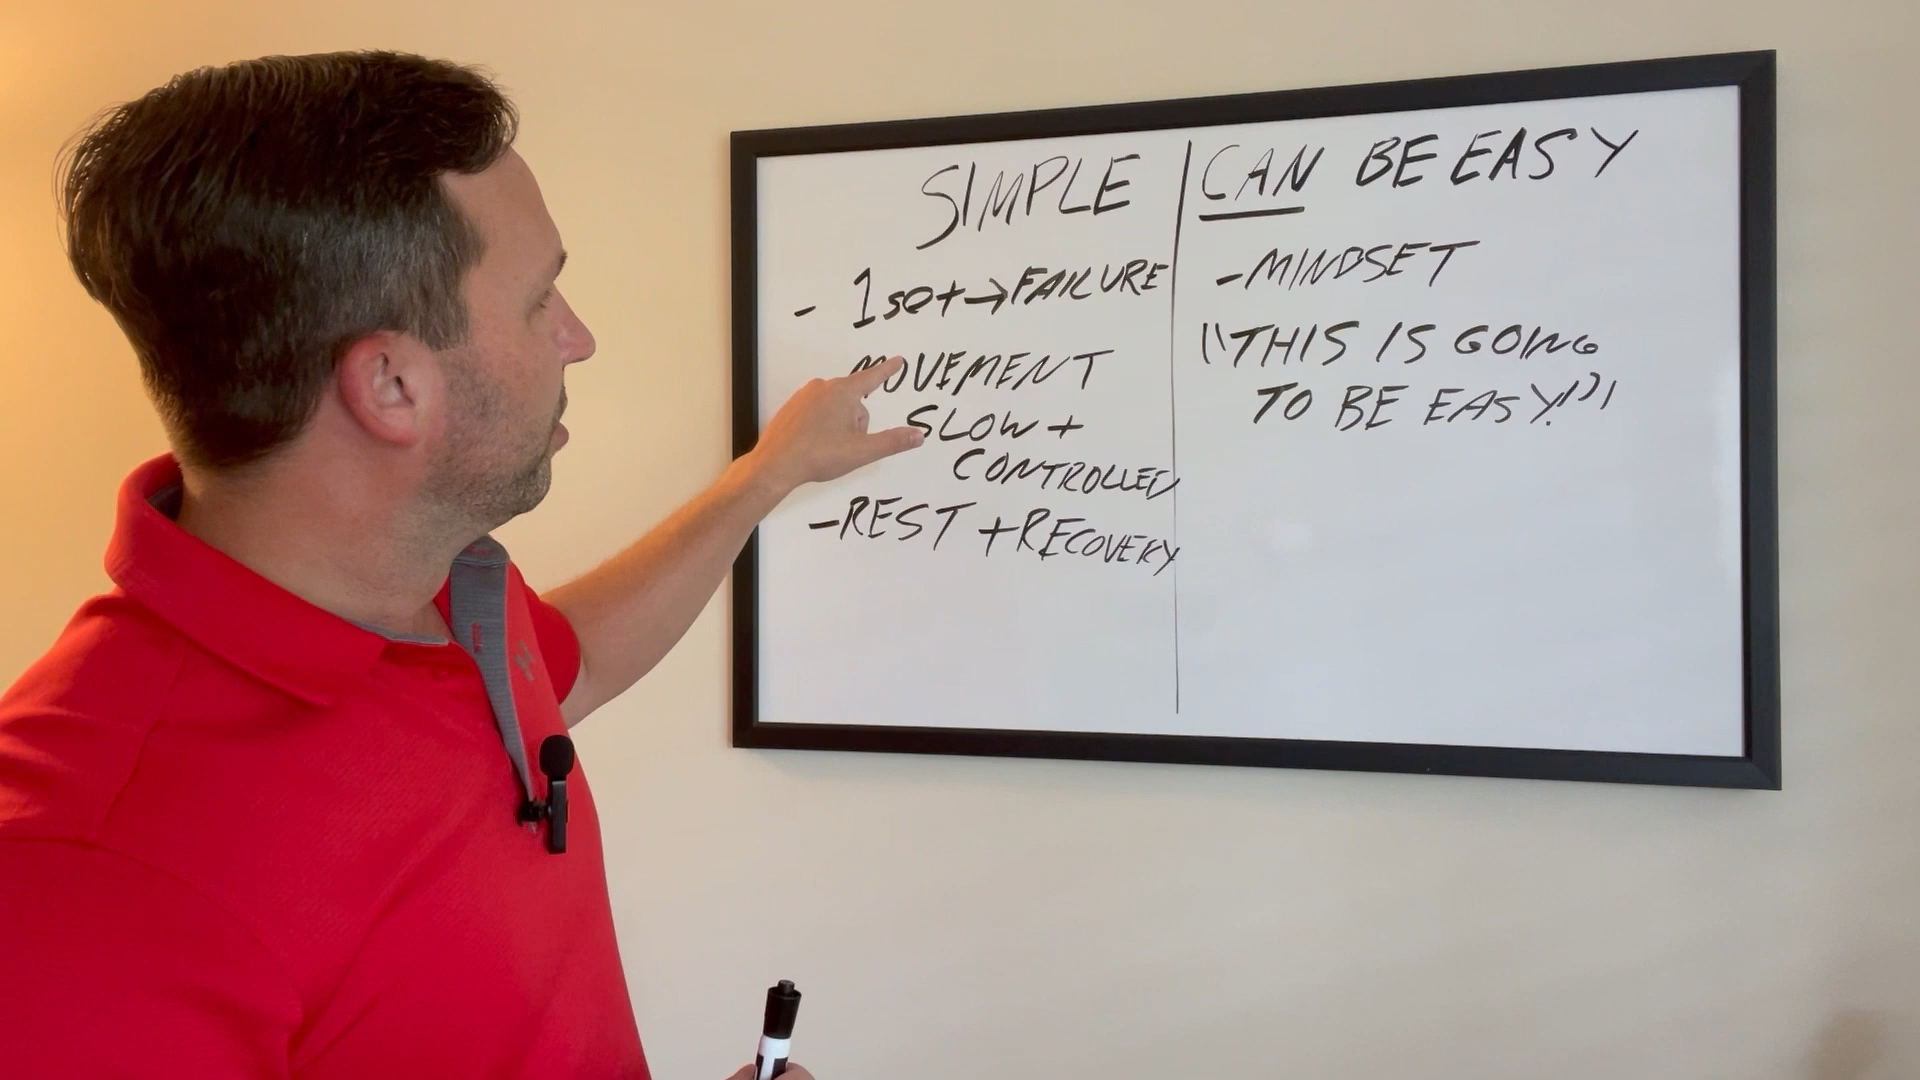 SIMPLE
- 1 set → FAILURE
MOVEMENT
SLOW +
CONTROLLED
- REST + RECOVERY
CAN BE EASY
- MINDSET
"THIS IS GOING
TO BE EASY!"